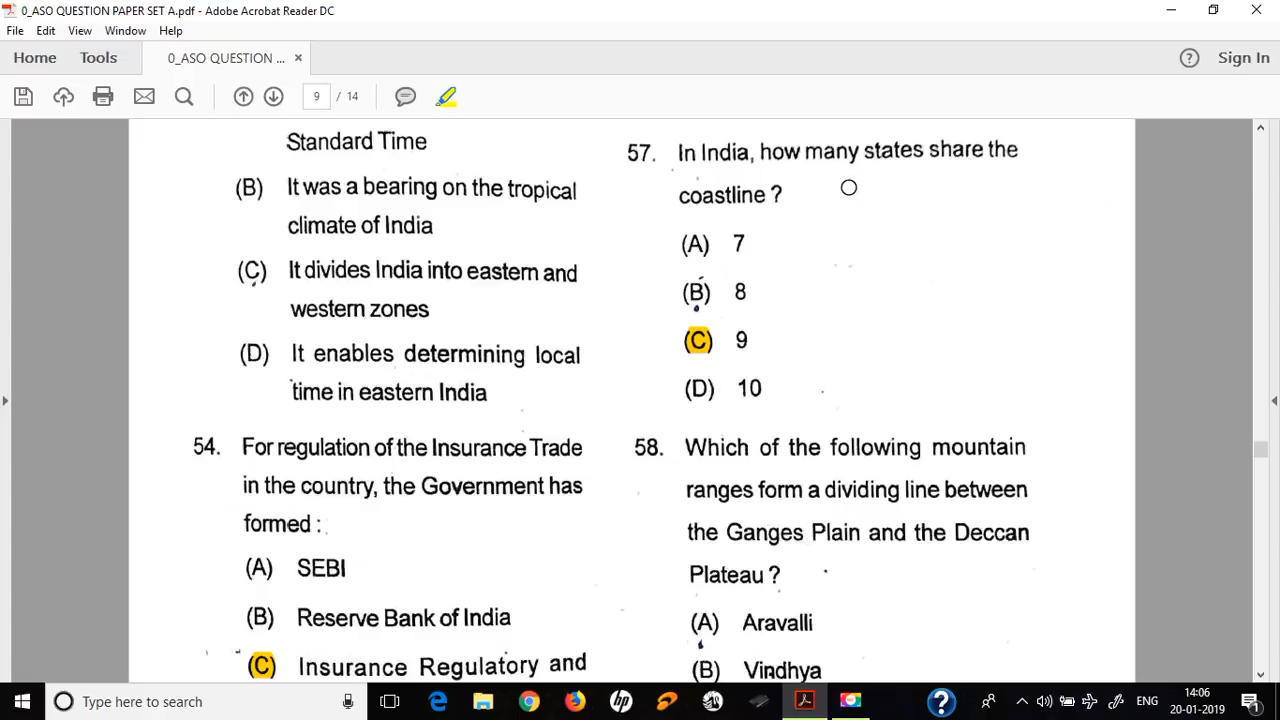 0_ASO QUESTION PAPER SET A.pdf - Adobe Acrobat Reader DC
File Edit View Window Help
Home Tools 0_ASO QUESTION ... × Sign In
9 / 14
Standard Time
(B) It was a bearing on the tropical
climate of India
(C) It divides India into eastern and
western zones
(D) It enables determining local
time in eastern India
54. For regulation of the Insurance Trade
in the country, the Government has
formed :
(A) SEBI
(B) Reserve Bank of India
(C) Insurance Regulatory and
57. In India, how many states share the
coastline ?
(A) 7
(B) 8
(C) 9
(D) 10
58. Which of the following mountain
ranges form a dividing line between
the Ganges Plain and the Deccan
Plateau ?
(A) Aravalli
(B) Vindhya
Type here to search
ENG
14:06
20-01-2019